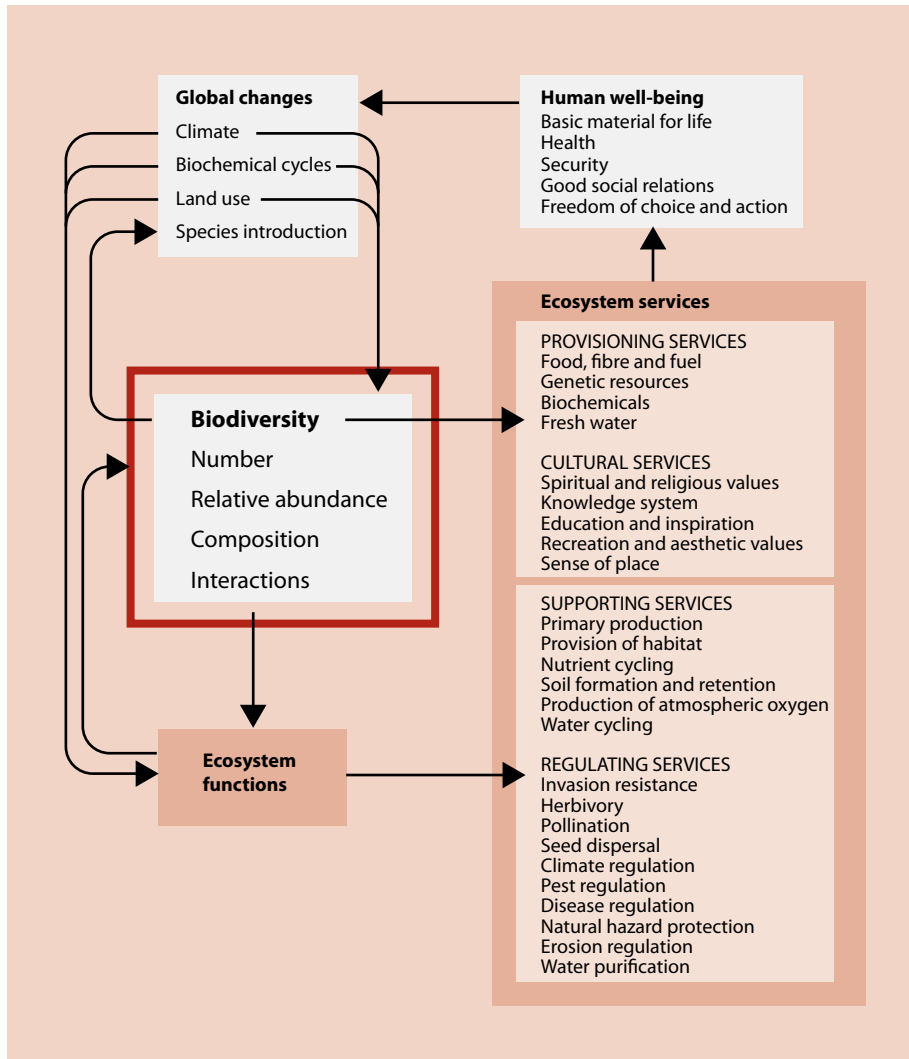 Global changes
Climate
Biochemical cycles
Land use
Species introduction
Human well-being
Basic material for life
Health
Security
Good social relations
Freedom of choice and action
Biodiversity
Number
Relative abundance
Composition
Interactions
Ecosystem
functions
Ecosystem services
PROVISIONING SERVICES
Food, fibre and fuel
Genetic resources
Biochemicals
Fresh water
CULTURAL SERVICES
Spiritual and religious values
Knowledge system
Education and inspiration
Recreation and aesthetic values
Sense of place
SUPPORTING SERVICES
Primary production
Provision of habitat
Nutrient cycling
Soil formation and retention
Production of atmospheric oxygen
Water cycling
REGULATING SERVICES
Invasion resistance
Herbivory
Pollination
Seed dispersal
Climate regulation
Pest regulation
Disease regulation
Natural hazard protection
Erosion regulation
Water purification